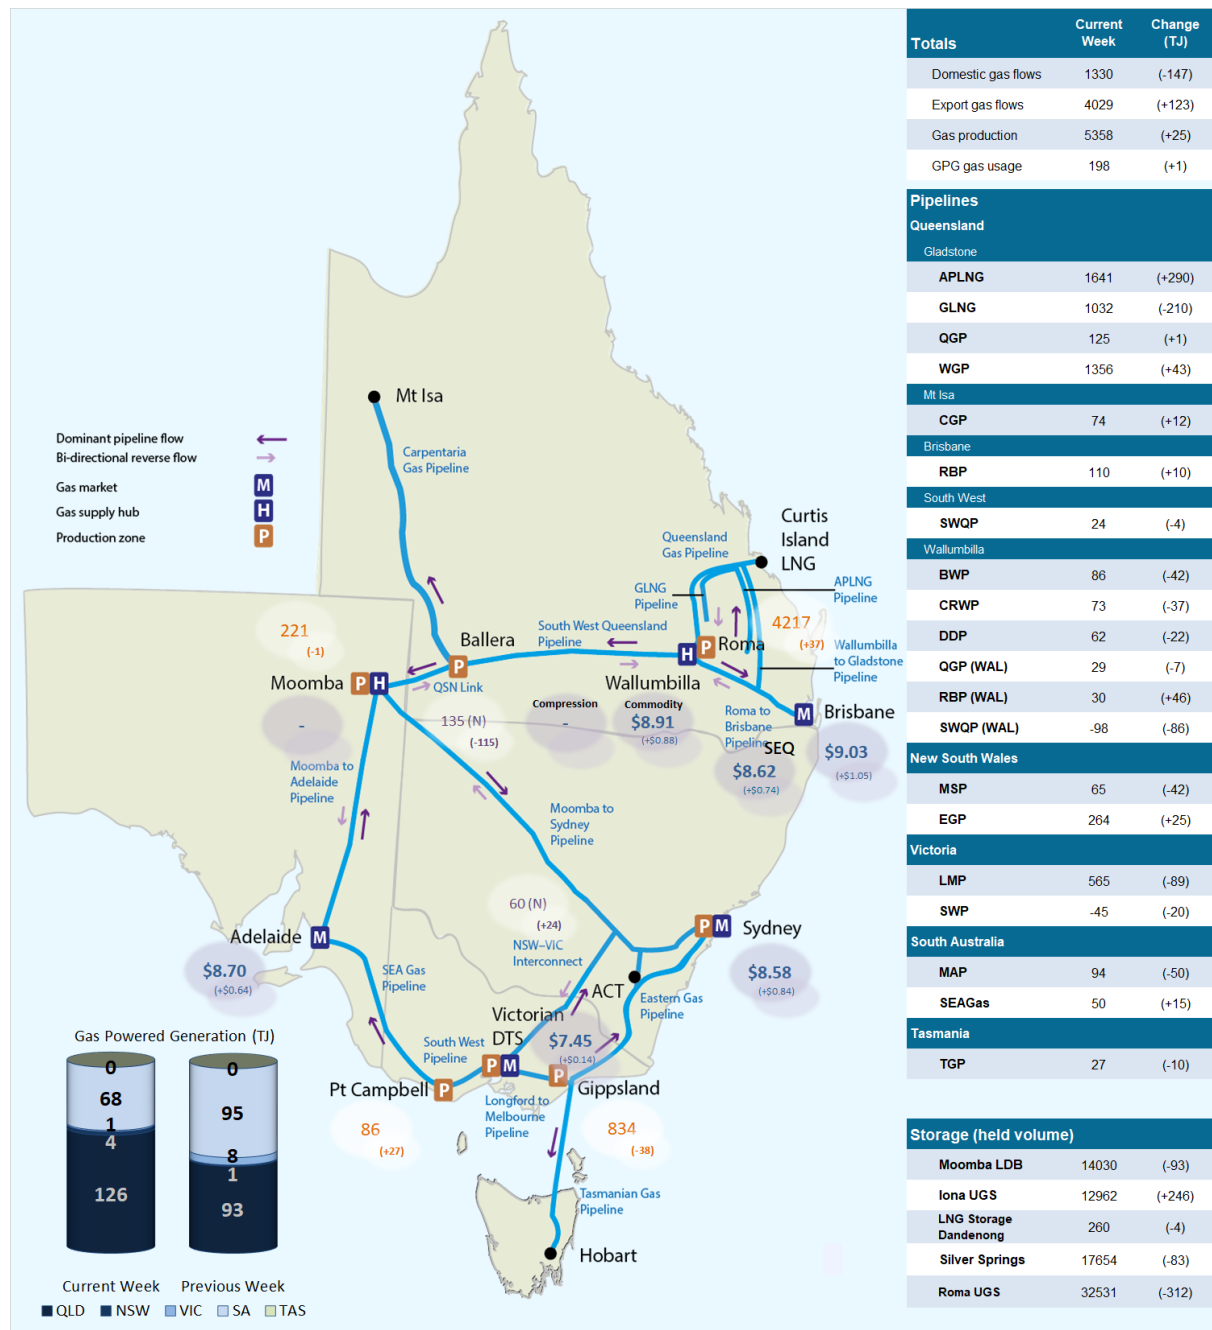 Mt Isa
Dominant pipeline flow
Bi-directional reverse flow
Gas market
M
Gas supply hub
H
Production zone
P
Carpentaria
Gas Pipeline
Curtis
Island
LNG
Queensland
Gas Pipeline
GLNG
Pipeline
APLNG
Pipeline
4217
(+37)
Wallumbilla
to Gladstone
Pipeline
South West Queensland
Pipeline
Ballera
P
H
P
Roma
221
(-1)
Moomba
P
H
QSN Link
Wallumbilla
Compression
-
Commodity
$8.91
(+$0.88)
Roma to
Brisbane
Pipeline
M
Brisbane
SEQ
$8.62
(+$0.74)
$9.03
(+$1.05)
-
135 (N)
(-115)
Moomba to
Adelaide
Pipeline
Moomba to
Sydney
Pipeline
60 (N)
(+24)
NSW-VIC
Interconnect
P
M
Sydney
$8.58
(+$0.84)
Adelaide
M
$8.70
(+$0.64)
SEA Gas
Pipeline
ACT
Eastern Gas
Pipeline
Victorian
DTS
$7.45
(+$0.14)
South West
Pipeline
P
M
P
Gippsland
Pt Campbell
P
86
(+27)
Longford to
Melbourne
Pipeline
834
(-38)
Tasmanian Gas
Pipeline
Hobart
Gas Powered Generation (TJ)
0
68
1
4
126
0
95
8
1
93
Current Week
Previous Week
QLD
NSW
VIC
SA
TAS
Totals Current Week Change (TJ)
Domestic gas flows 1330 (-147)
Export gas flows 4029 (+123)
Gas production 5358 (+25)
GPG gas usage 198 (+1)
Pipelines
Queensland
Gladstone
APLNG 1641 (+290)
GLNG 1032 (-210)
QGP 125 (+1)
WGP 1356 (+43)
Mt Isa
CGP 74 (+12)
Brisbane
RBP 110 (+10)
South West
SWQP 24 (-4)
Wallumbilla
BWP 86 (-42)
CRWP 73 (-37)
DDP 62 (-22)
QGP (WAL) 29 (-7)
RBP (WAL) 30 (+46)
SWQP (WAL) -98 (-86)
New South Wales
MSP 65 (-42)
EGP 264 (+25)
Victoria
LMP 565 (-89)
SWP -45 (-20)
South Australia
MAP 94 (-50)
SEAGas 50 (+15)
Tasmania
TGP 27 (-10)
Storage (held volume)
Moomba LDB 14030 (-93)
Iona UGS 12962 (+246)
LNG Storage
Dandenong 260 (-4)
Silver Springs 17654 (-83)
Roma UGS 32531 (-312)